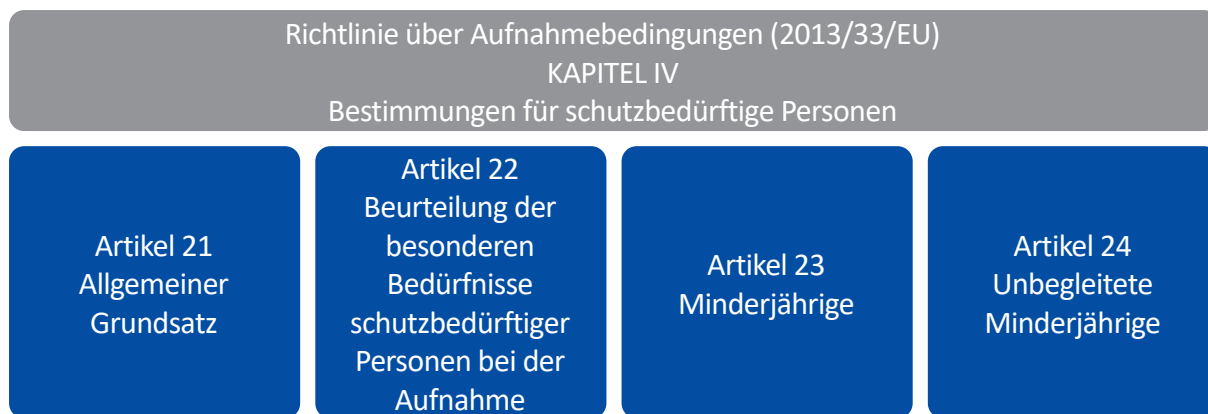 Richtlinie über Aufnahmebedingungen (2013/33/EU)
KAPITEL IV
Bestimmungen für schutzbedürftige Personen
Artikel 21
Allgemeiner
Grundsatz
Artikel 22
Beurteilung der
besonderen
Bedürfnisse
schutzbedürftiger
Personen bei der
Aufnahme
Artikel 23
Minderjährige
Artikel 24
Unbegleitete
Minderjährige